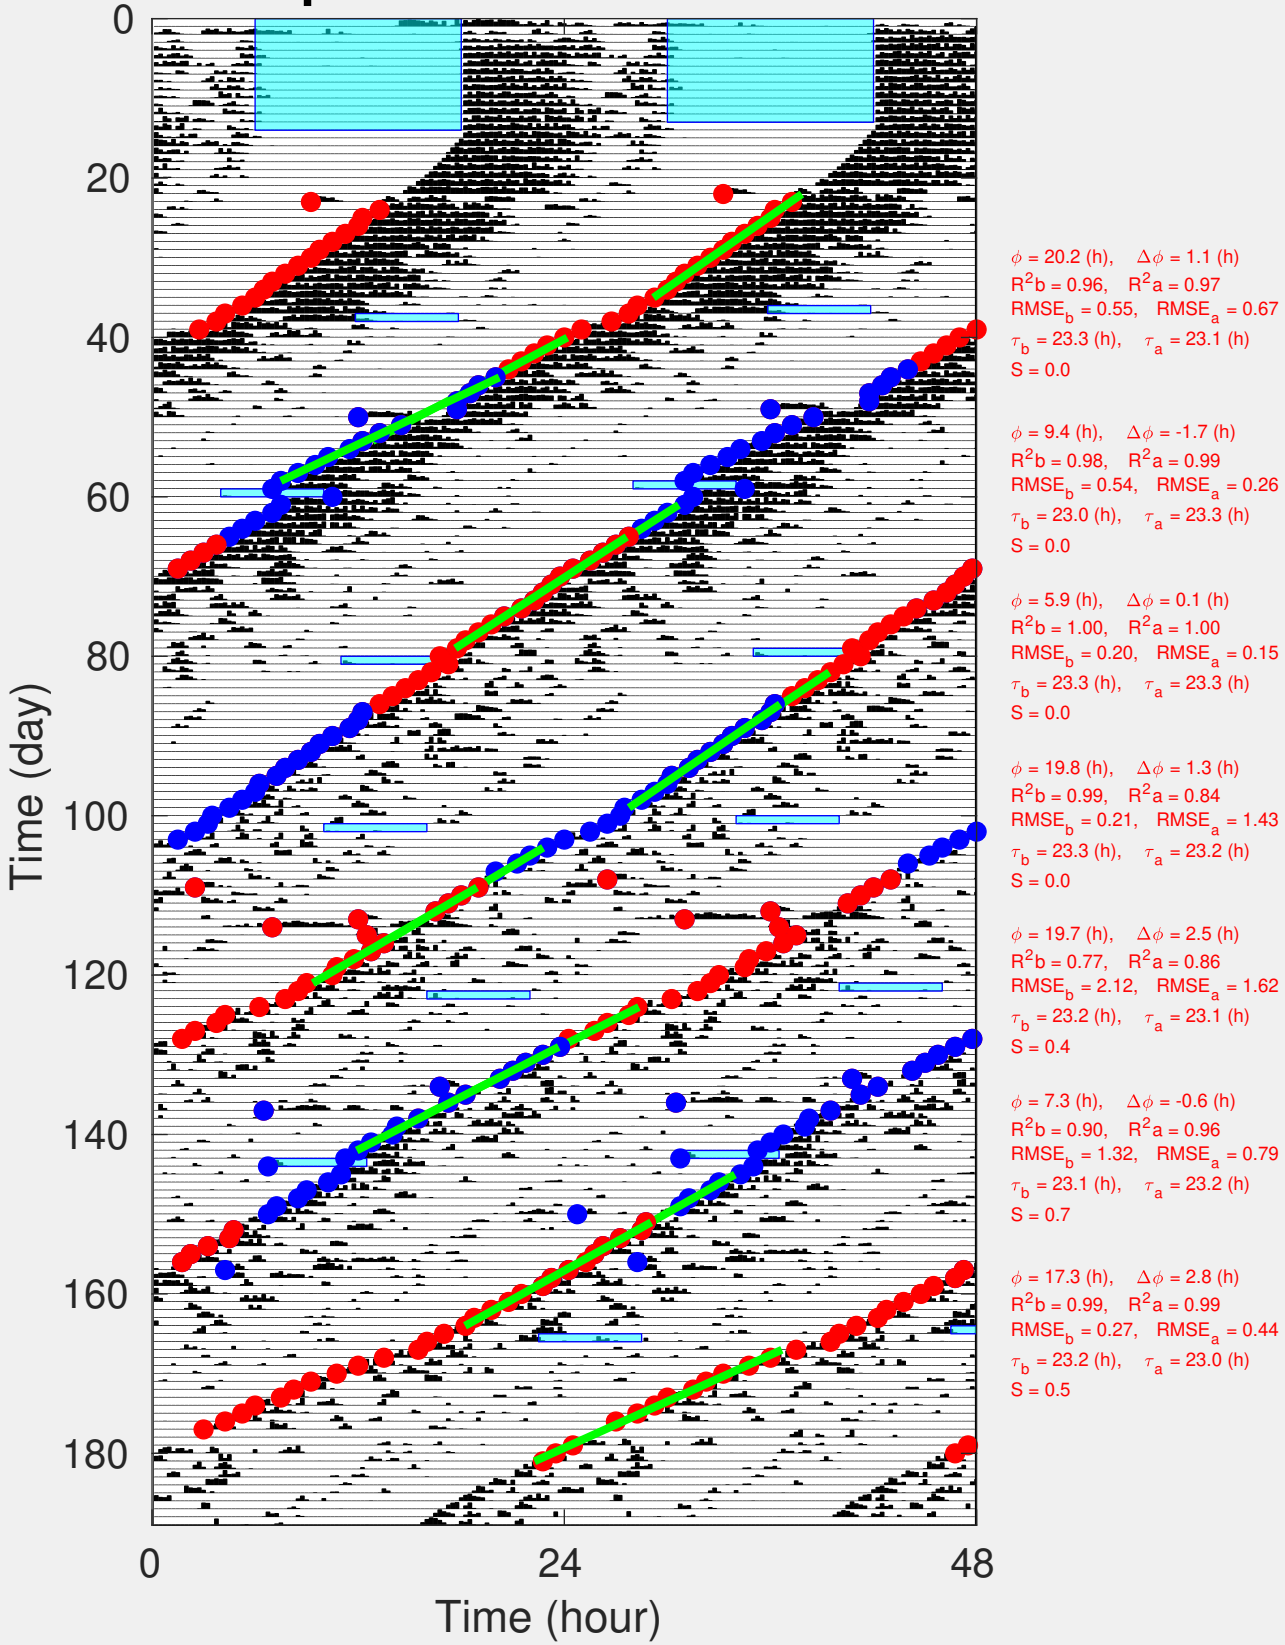 0
20
40
60
80
100
120
140
160
180
Time (day)
0 24 48
Time (hour)
ϕ = 20.2 (h), Δϕ = 1.1 (h)
R²b = 0.96, R²a = 0.97
RMSE_b = 0.55, RMSE_a = 0.67
τ_b = 23.3 (h), τ_a = 23.1 (h)
S = 0.0
ϕ = 9.4 (h), Δϕ = -1.7 (h)
R²b = 0.98, R²a = 0.99
RMSE_b = 0.54, RMSE_a = 0.26
τ_b = 23.0 (h), τ_a = 23.3 (h)
S = 0.0
ϕ = 5.9 (h), Δϕ = 0.1 (h)
R²b = 1.00, R²a = 1.00
RMSE_b = 0.20, RMSE_a = 0.15
τ_b = 23.3 (h), τ_a = 23.3 (h)
S = 0.0
ϕ = 19.8 (h), Δϕ = 1.3 (h)
R²b = 0.99, R²a = 0.84
RMSE_b = 0.21, RMSE_a = 1.43
τ_b = 23.3 (h), τ_a = 23.2 (h)
S = 0.0
ϕ = 19.7 (h), Δϕ = 2.5 (h)
R²b = 0.77, R²a = 0.86
RMSE_b = 2.12, RMSE_a = 1.62
τ_b = 23.2 (h), τ_a = 23.1 (h)
S = 0.4
ϕ = 7.3 (h), Δϕ = -0.6 (h)
R²b = 0.90, R²a = 0.96
RMSE_b = 1.32, RMSE_a = 0.79
τ_b = 23.1 (h), τ_a = 23.2 (h)
S = 0.7
ϕ = 17.3 (h), Δϕ = 2.8 (h)
R²b = 0.99, R²a = 0.99
RMSE_b = 0.27, RMSE_a = 0.44
τ_b = 23.2 (h), τ_a = 23.0 (h)
S = 0.5